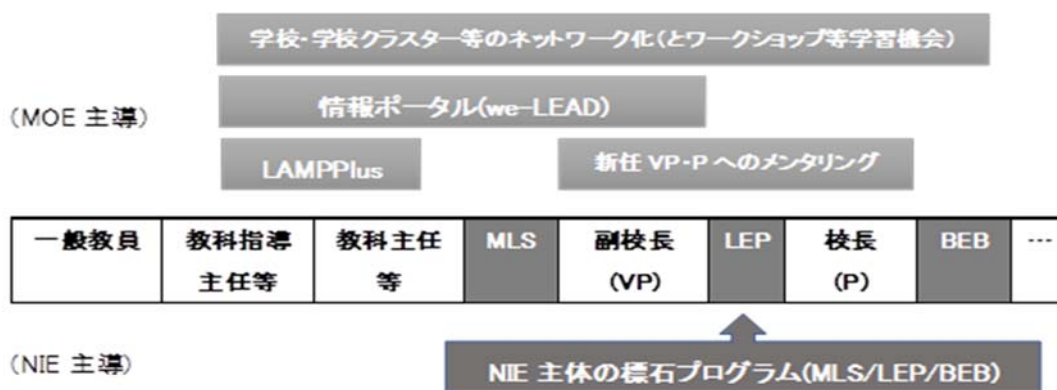 学校・学校クラスター等のネットワーク化(とワークショップ等学習機会)
情報ポータル(we-LEAD)
(MOE 主導)
LAMPPlus
新任 VP・P へのメンタリング
一般教員
教科指導
主任等
教科主任
等
MLS
副校長
(VP)
LEP
校長
(P)
BEB
…
(NIE 主導)
NIE 主体の標石プログラム(MLS/LEP/BEB)